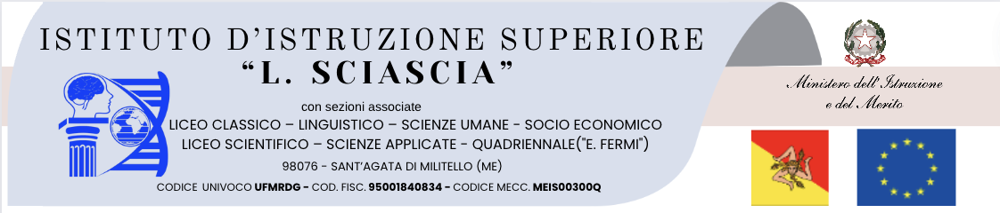 ISTITUTO D'ISTRUZIONE SUPERIORE
“L. SCIASCIA”
con sezioni associate
LICEO CLASSICO – LINGUISTICO – SCIENZE UMANE - SOCIO ECONOMICO
LICEO SCIENTIFICO – SCIENZE APPLICATE - QUADRIENNALE("E. FERMI")
98076 - SANT'AGATA DI MILITELLO (ME)
CODICE UNIVOCO UFMRDG - COD. FISC. 95001840834 - CODICE MECC. MEIS00300Q
Ministero dell'Istruzione
e del Merito